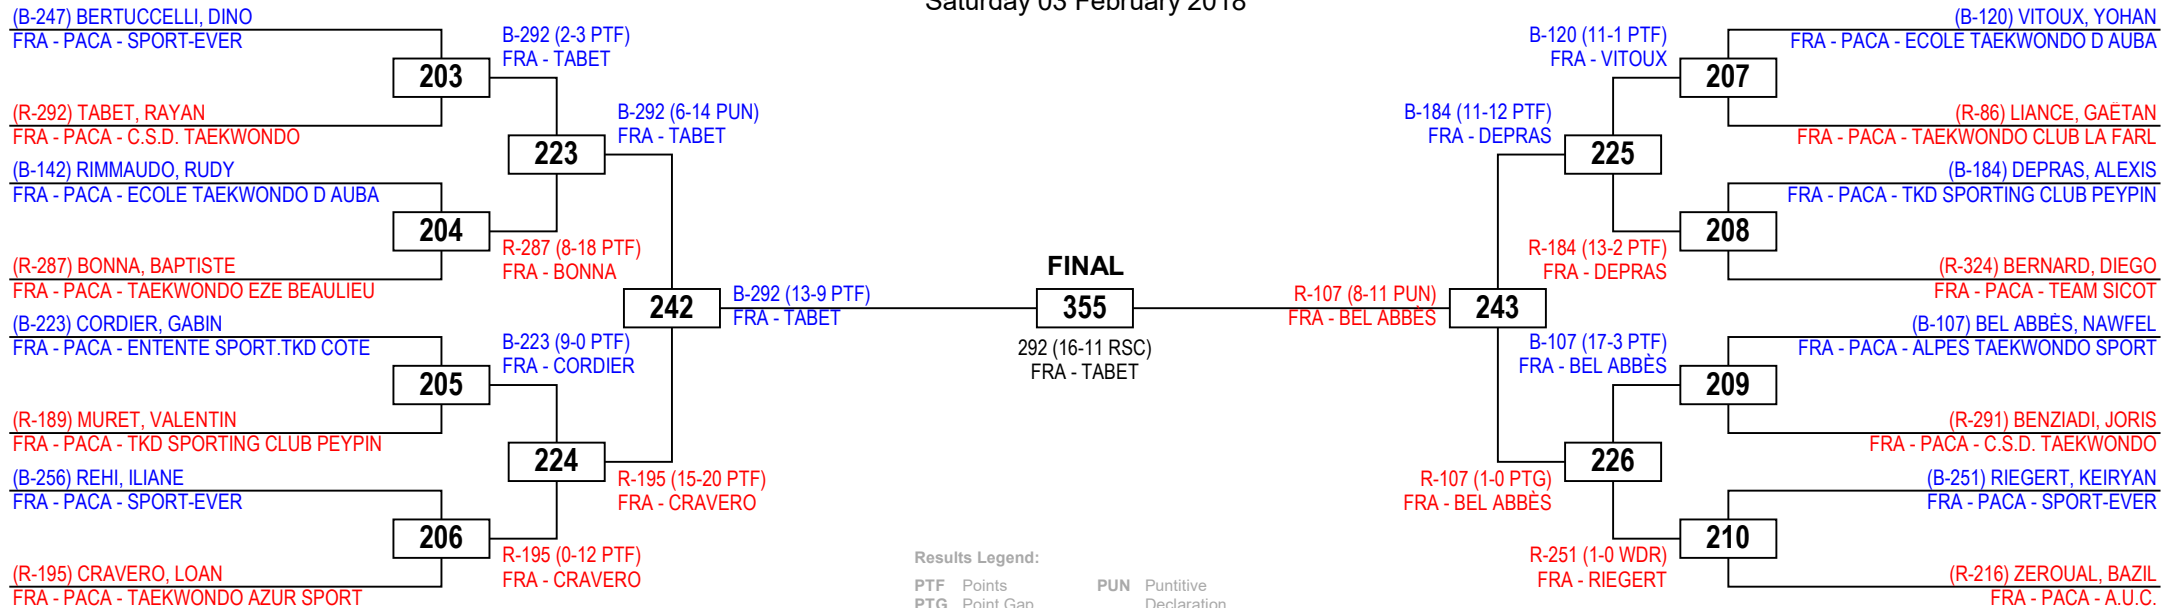 Saturday 03 February 2018
(B-247) BERTUCCELLI, DINO
FRA - PACA - SPORT-EVER
203
(R-292) TABET, RAYAN
FRA - PACA - C.S.D. TAEKWONDO
B-292 (2-3 PTF)
FRA - TABET
(B-142) RIMMAUDO, RUDY
FRA - PACA - ECOLE TAEKWONDO D AUBA
204
(R-287) BONNA, BAPTISTE
FRA - PACA - TAEKWONDO EZE BEAULIEU
R-287 (8-18 PTF)
FRA - BONNA
223
B-292 (6-14 PUN)
FRA - TABET
(B-223) CORDIER, GABIN
FRA - PACA - ENTENTE SPORT.TKD COTE
205
(R-189) MURET, VALENTIN
FRA - PACA - TKD SPORTING CLUB PEYPIN
B-223 (9-0 PTF)
FRA - CORDIER
(B-256) REHI, ILIANE
FRA - PACA - SPORT-EVER
206
(R-195) CRAVERO, LOAN
FRA - PACA - TAEKWONDO AZUR SPORT
R-195 (0-12 PTF)
FRA - CRAVERO
224
R-195 (15-20 PTF)
FRA - CRAVERO
242
B-292 (13-9 PTF)
FRA - TABET
FINAL
355
292 (16-11 RSC)
FRA - TABET
R-107 (8-11 PUN)
FRA - BEL ABBÈS
243
B-184 (11-12 PTF)
FRA - DEPRAS
225
B-120 (11-1 PTF)
FRA - VITOUX
207
(B-120) VITOUX, YOHAN
FRA - PACA - ECOLE TAEKWONDO D AUBA
(R-86) LIANCE, GAËTAN
FRA - PACA - TAEKWONDO CLUB LA FARL
R-184 (13-2 PTF)
FRA - DEPRAS
208
(B-184) DEPRAS, ALEXIS
FRA - PACA - TKD SPORTING CLUB PEYPIN
(R-324) BERNARD, DIEGO
FRA - PACA - TEAM SICOT
R-107 (1-0 PTG)
FRA - BEL ABBÈS
226
B-107 (17-3 PTF)
FRA - BEL ABBÈS
209
(B-107) BEL ABBÈS, NAWFEL
FRA - PACA - ALPES TAEKWONDO SPORT
(R-291) BENZIADI, JORIS
FRA - PACA - C.S.D. TAEKWONDO
R-251 (1-0 WDR)
FRA - RIEGERT
210
(B-251) RIEGERT, KEIRYAN
FRA - PACA - SPORT-EVER
(R-216) ZEROUAL, BAZIL
FRA - PACA - A.U.C.
Results Legend:
PTF Points PUN Puntitive
PTG Point Gap Declaration